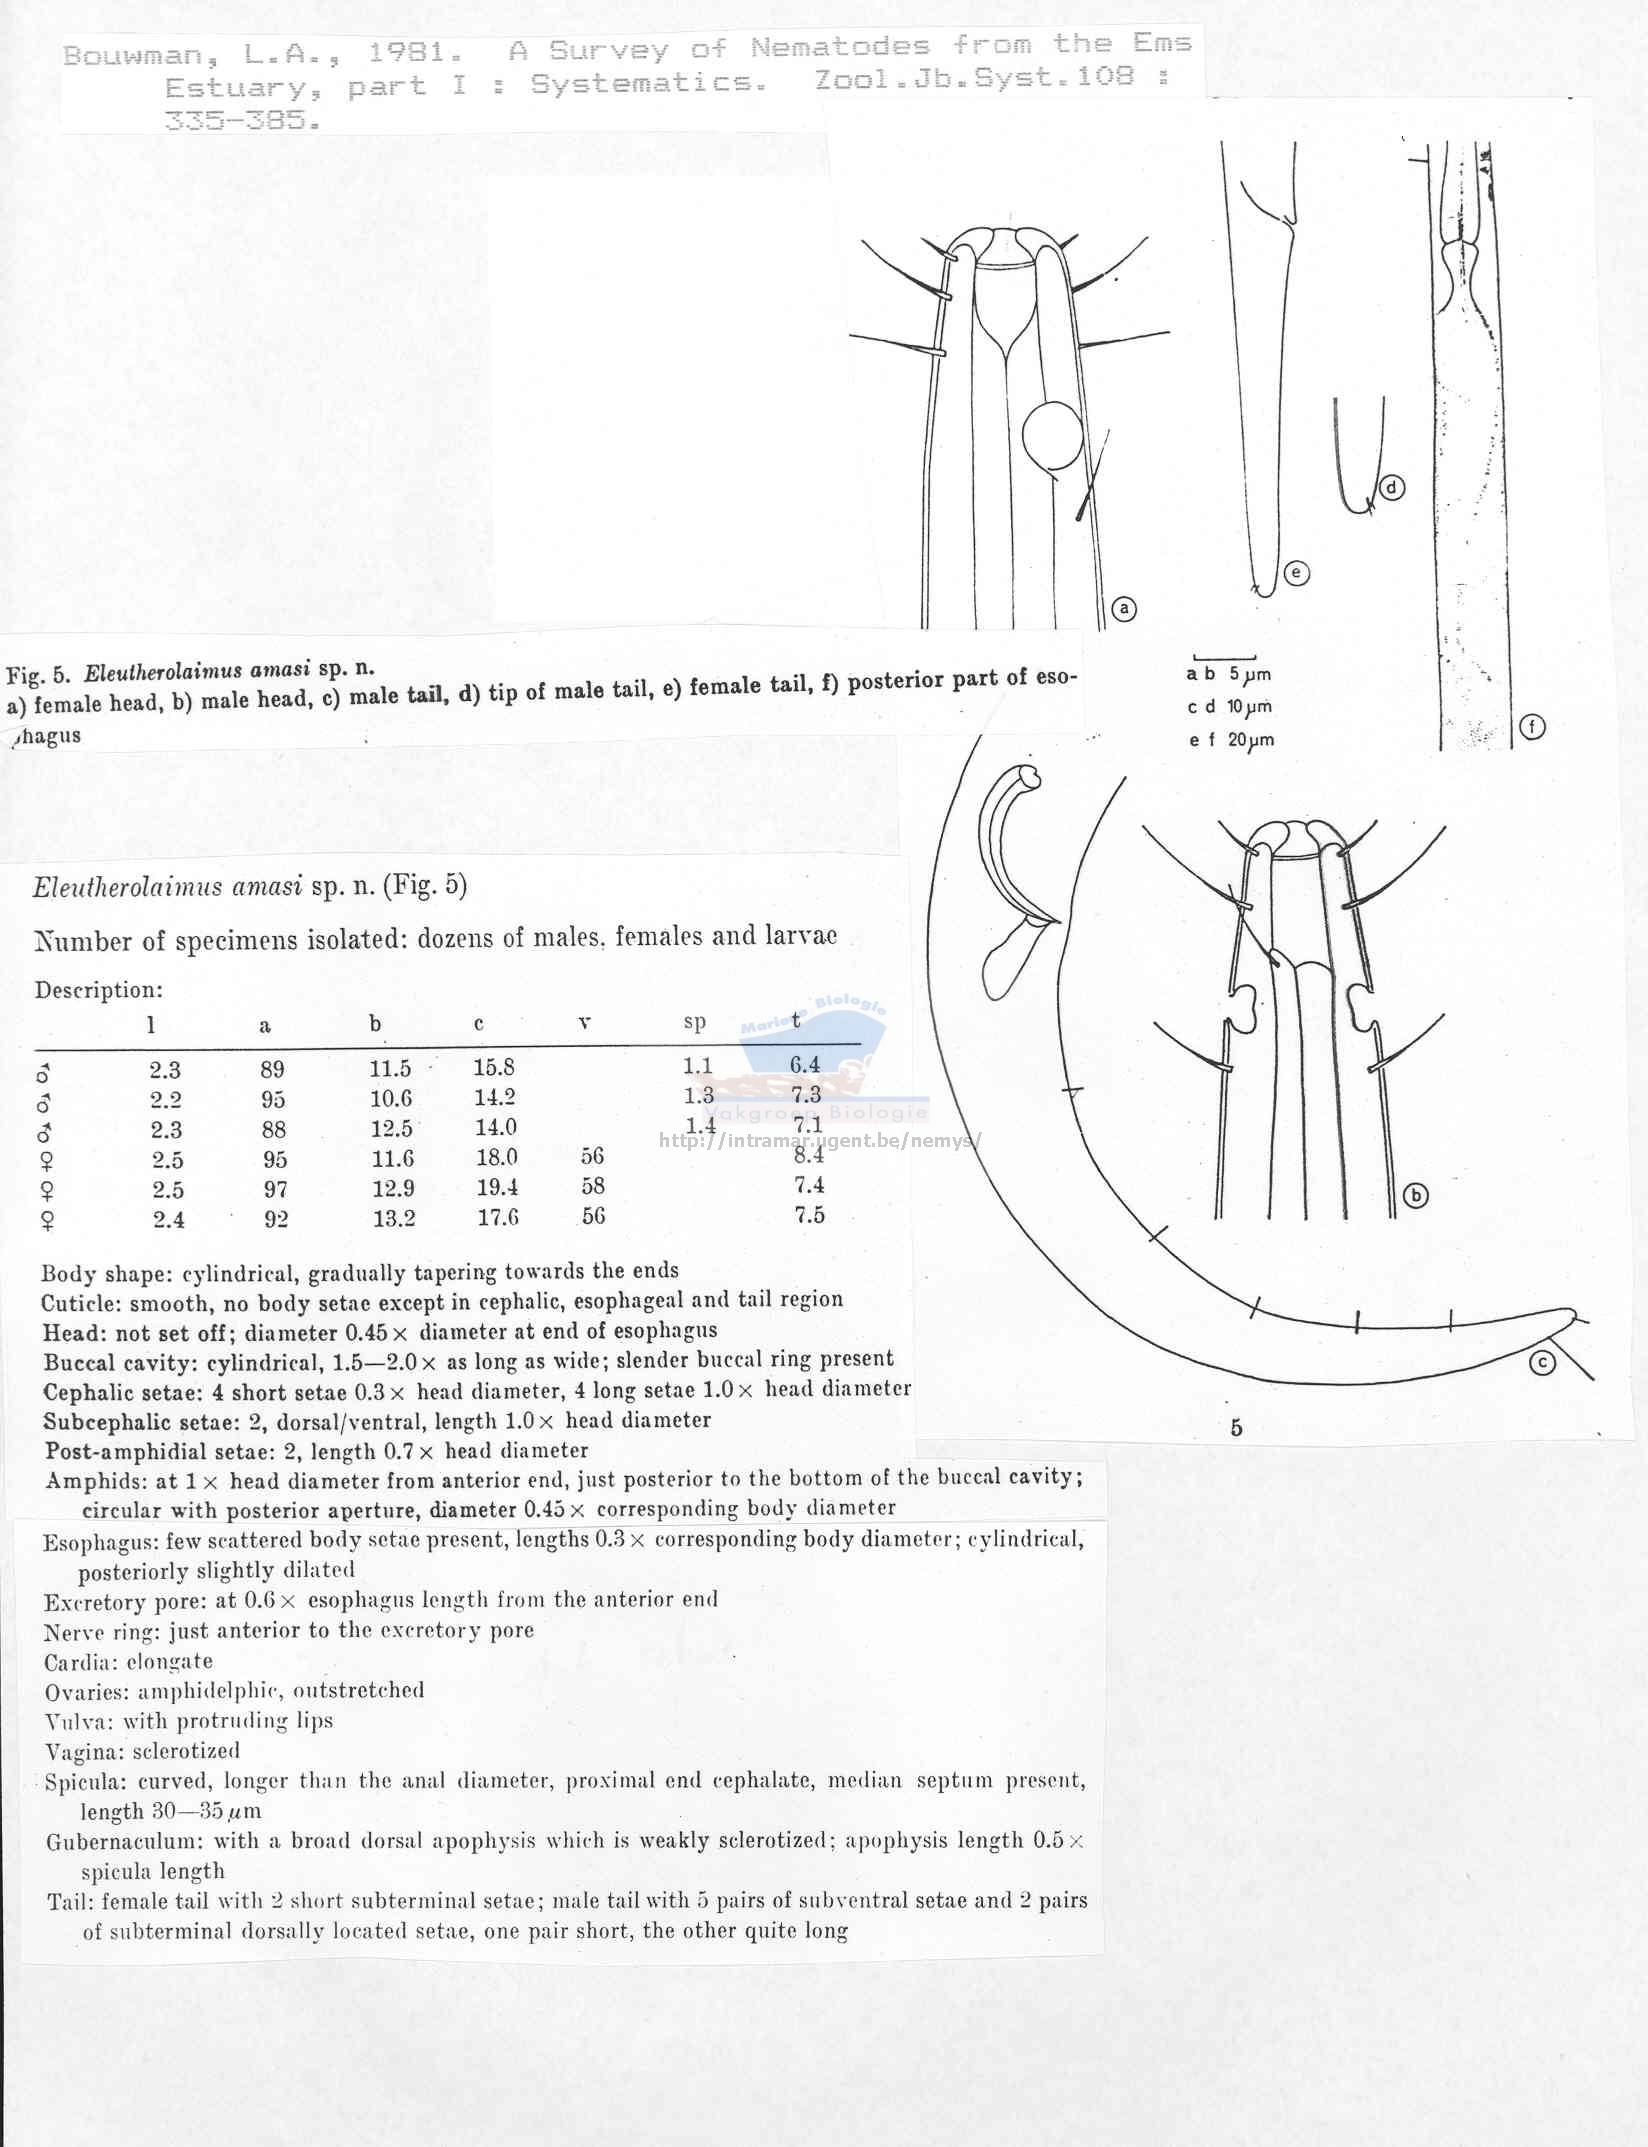 Bouwman, L.A., 1981. A Survey of Nematodes from the Ems
Estuary, part I : Systematics. Zool.Jb.Syst.108 :
335-385.
a
e
d
f
a b 5 µm
c d 10 µm
e f 20 µm
Fig. 5. Eleutherolaimus amasi sp. n.
a) female head, b) male head, c) male tail, d) tip of male tail, e) female tail, f) posterior part of eso-
phagus
b
c
5
Eleutherolaimus amasi sp. n. (Fig. 5)
Number of specimens isolated: dozens of males, females and larvae
Description:
l a b c v sp t
♂ 2.3 89 11.5 15.8 1.1 6.4
♂ 2.2 95 10.6 14.2 1.3 7.3
♂ 2.3 88 12.5 14.0 1.4 7.1
♀ 2.5 95 11.6 18.0 56 8.4
♀ 2.5 97 12.9 19.4 58 7.4
♀ 2.4 92 13.2 17.6 56 7.5
Mariene Biologie
Vakgroep Biologie
http://intramar.ugent.be/nemys/
Body shape: cylindrical, gradually tapering towards the ends
Cuticle: smooth, no body setae except in cephalic, esophageal and tail region
Head: not set off; diameter 0.45 × diameter at end of esophagus
Buccal cavity: cylindrical, 1.5—2.0 × as long as wide; slender buccal ring present
Cephalic setae: 4 short setae 0.3 × head diameter, 4 long setae 1.0 × head diameter
Subcephalic setae: 2, dorsal/ventral, length 1.0 × head diameter
Post-amphidial setae: 2, length 0.7 × head diameter
Amphids: at 1 × head diameter from anterior end, just posterior to the bottom of the buccal cavity;
circular with posterior aperture, diameter 0.45 × corresponding body diameter
Esophagus: few scattered body setae present, lengths 0.3 × corresponding body diameter; cylindrical,
posteriorly slightly dilated
Excretory pore: at 0.6 × esophagus length from the anterior end
Nerve ring: just anterior to the excretory pore
Cardia: elongate
Ovaries: amphidelphic, outstretched
Vulva: with protruding lips
Vagina: sclerotized
Spicula: curved, longer than the anal diameter, proximal end cephalate, median septum present,
length 30—35 µm
Gubernaculum: with a broad dorsal apophysis which is weakly sclerotized; apophysis length 0.5 ×
spicula length
Tail: female tail with 2 short subterminal setae; male tail with 5 pairs of subventral setae and 2 pairs
of subterminal dorsally located setae, one pair short, the other quite long